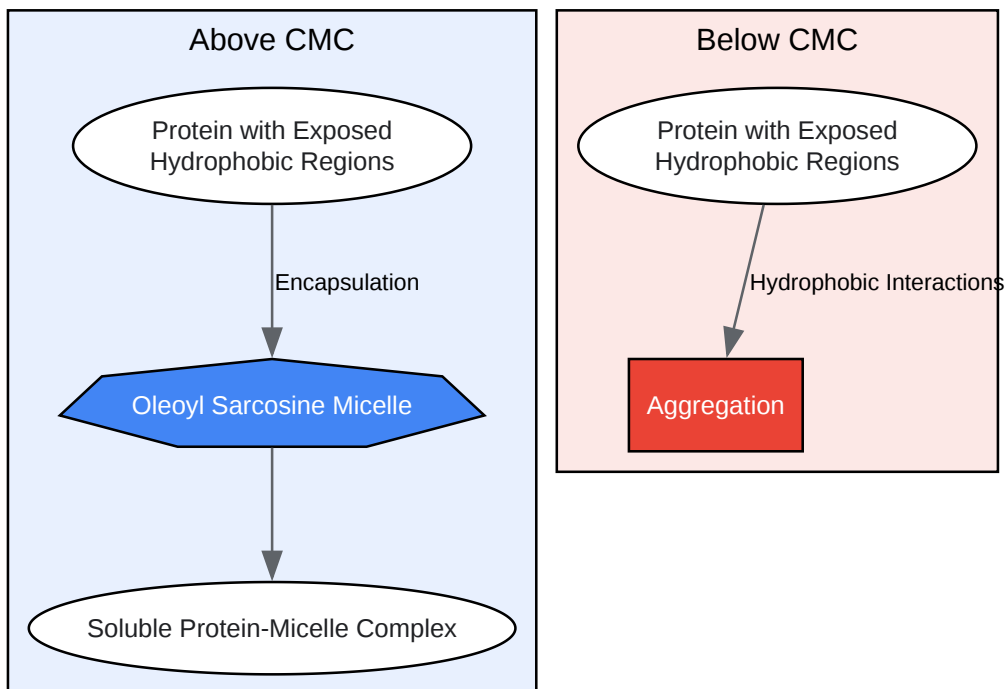 Above CMC
Protein with Exposed
Hydrophobic Regions
Encapsulation
Oleoyl Sarcosine Micelle
Soluble Protein-Micelle Complex
Below CMC
Protein with Exposed
Hydrophobic Regions
Hydrophobic Interactions
Aggregation